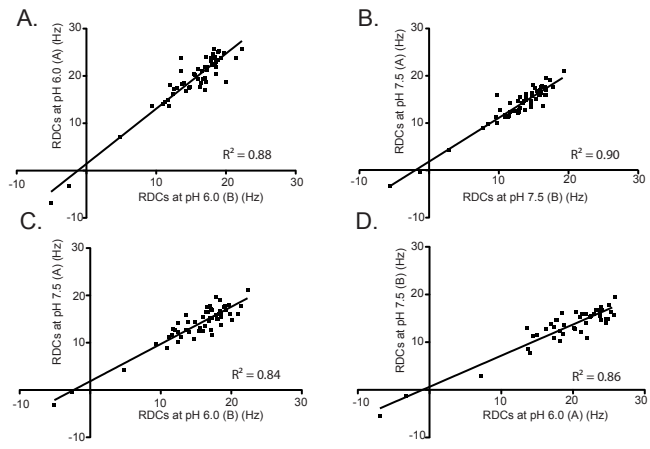 A.
30
20
10
-10
-10
10
20
30
RDCs at pH 6.0 (A) (Hz)
RDCs at pH 6.0 (B) (Hz)
R² = 0.88
B.
30
20
10
-10
-10
10
20
30
RDCs at pH 7.5 (A) (Hz)
RDCs at pH 7.5 (B) (Hz)
R² = 0.90
C.
30
20
10
-10
-10
10
20
30
RDCs at pH 7.5 (A) (Hz)
RDCs at pH 6.0 (B) (Hz)
R² = 0.84
D.
30
20
10
-10
-10
10
20
30
RDCs at pH 7.5 (B) (Hz)
RDCs at pH 6.0 (A) (Hz)
R² = 0.86